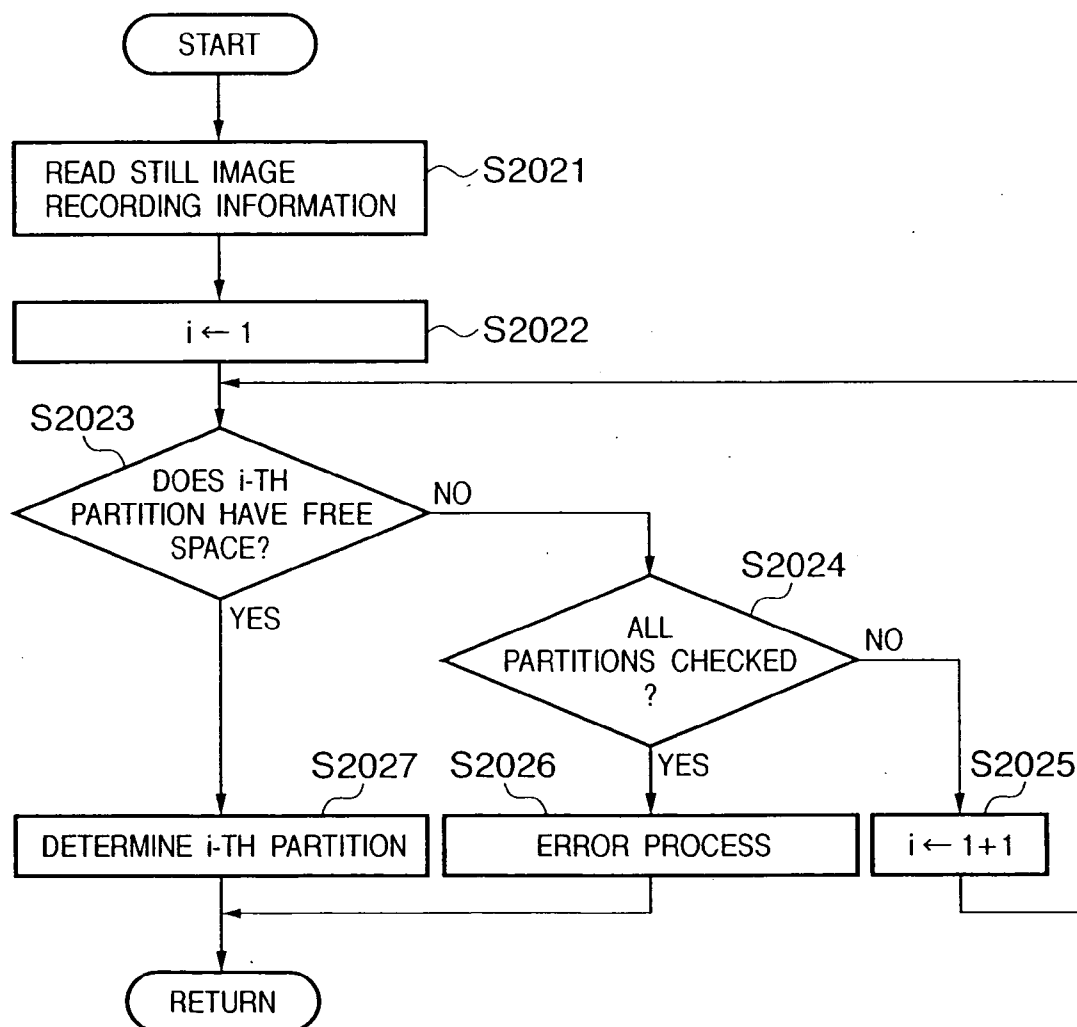 START
READ STILL IMAGE
RECORDING INFORMATION
S2021
i ← 1
S2022
S2023
DOES i-TH
PARTITION HAVE FREE
SPACE?
NO
YES
S2024
ALL
PARTITIONS CHECKED
?
NO
YES
S2027
S2026
S2025
DETERMINE i-TH PARTITION
ERROR PROCESS
i ← 1+1
RETURN